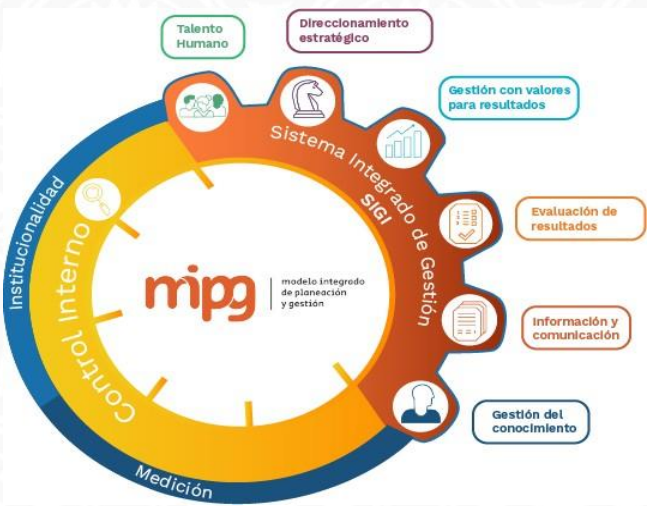 Talento
Humano
Direccionamiento
estratégico
Gestión con valores
para resultados
Evaluación de
resultados
Información y
comunicación
Gestión del
conocimiento
Sistema Integrado de Gestión
SIGI
Institucionalidad
Control Interno
Medición
mipg
modelo integrado
de planeación
y gestión